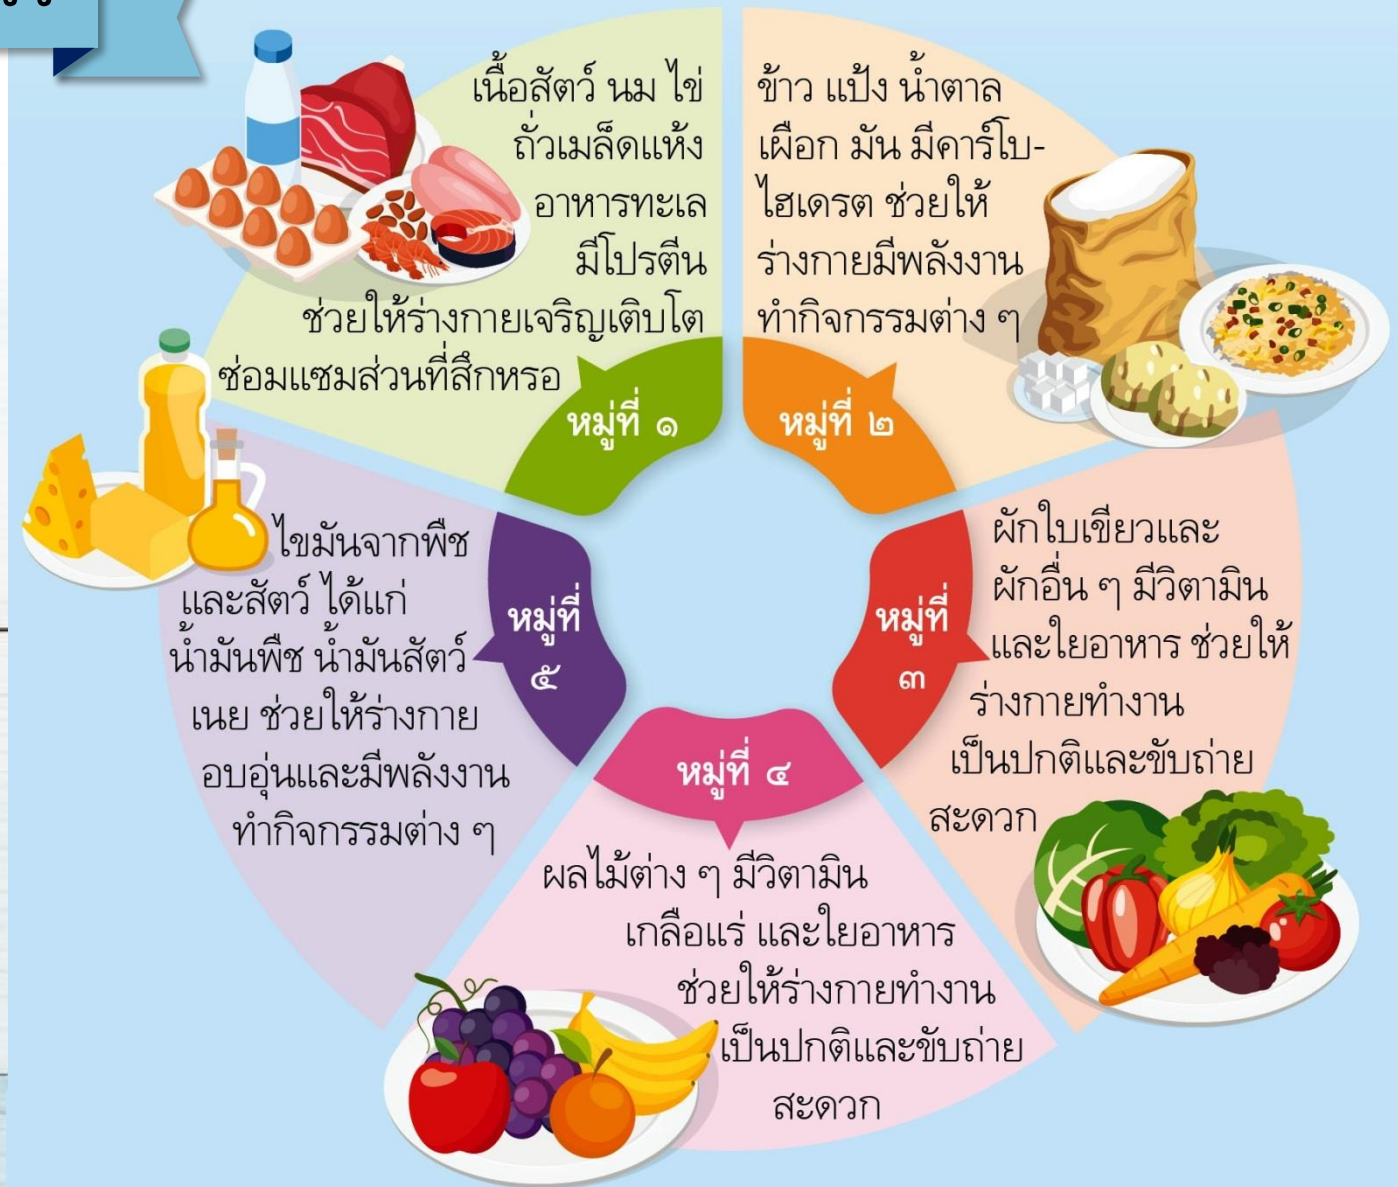 เนื้อสัตว์ นม ไข่
ถั่วเมล็ดแห้ง
อาหารทะเล
มีโปรตีน
ช่วยให้ร่างกายเจริญเติบโต
ซ่อมแซมส่วนที่สึกหรอ
หมู่ที่ ๑
ข้าว แป้ง น้ำตาล
เผือก มัน มีคาร์โบ-
ไฮเดรต ช่วยให้
ร่างกายมีพลังงาน
ทำกิจกรรมต่าง ๆ
หมู่ที่ ๒
ผักใบเขียวและ
ผักอื่น ๆ มีวิตามิน
และใยอาหาร ช่วยให้
ร่างกายทำงาน
เป็นปกติและขับถ่าย
สะดวก
หมู่ที่
๓
หมู่ที่ ๔
ผลไม้ต่าง ๆ มีวิตามิน
เกลือแร่ และใยอาหาร
ช่วยให้ร่างกายทำงาน
เป็นปกติและขับถ่าย
สะดวก
ไขมันจากพืช
และสัตว์ ได้แก่
น้ำมันพืช น้ำมันสัตว์
เนย ช่วยให้ร่างกาย
อบอุ่นและมีพลังงาน
ทำกิจกรรมต่าง ๆ
หมู่ที่
๕